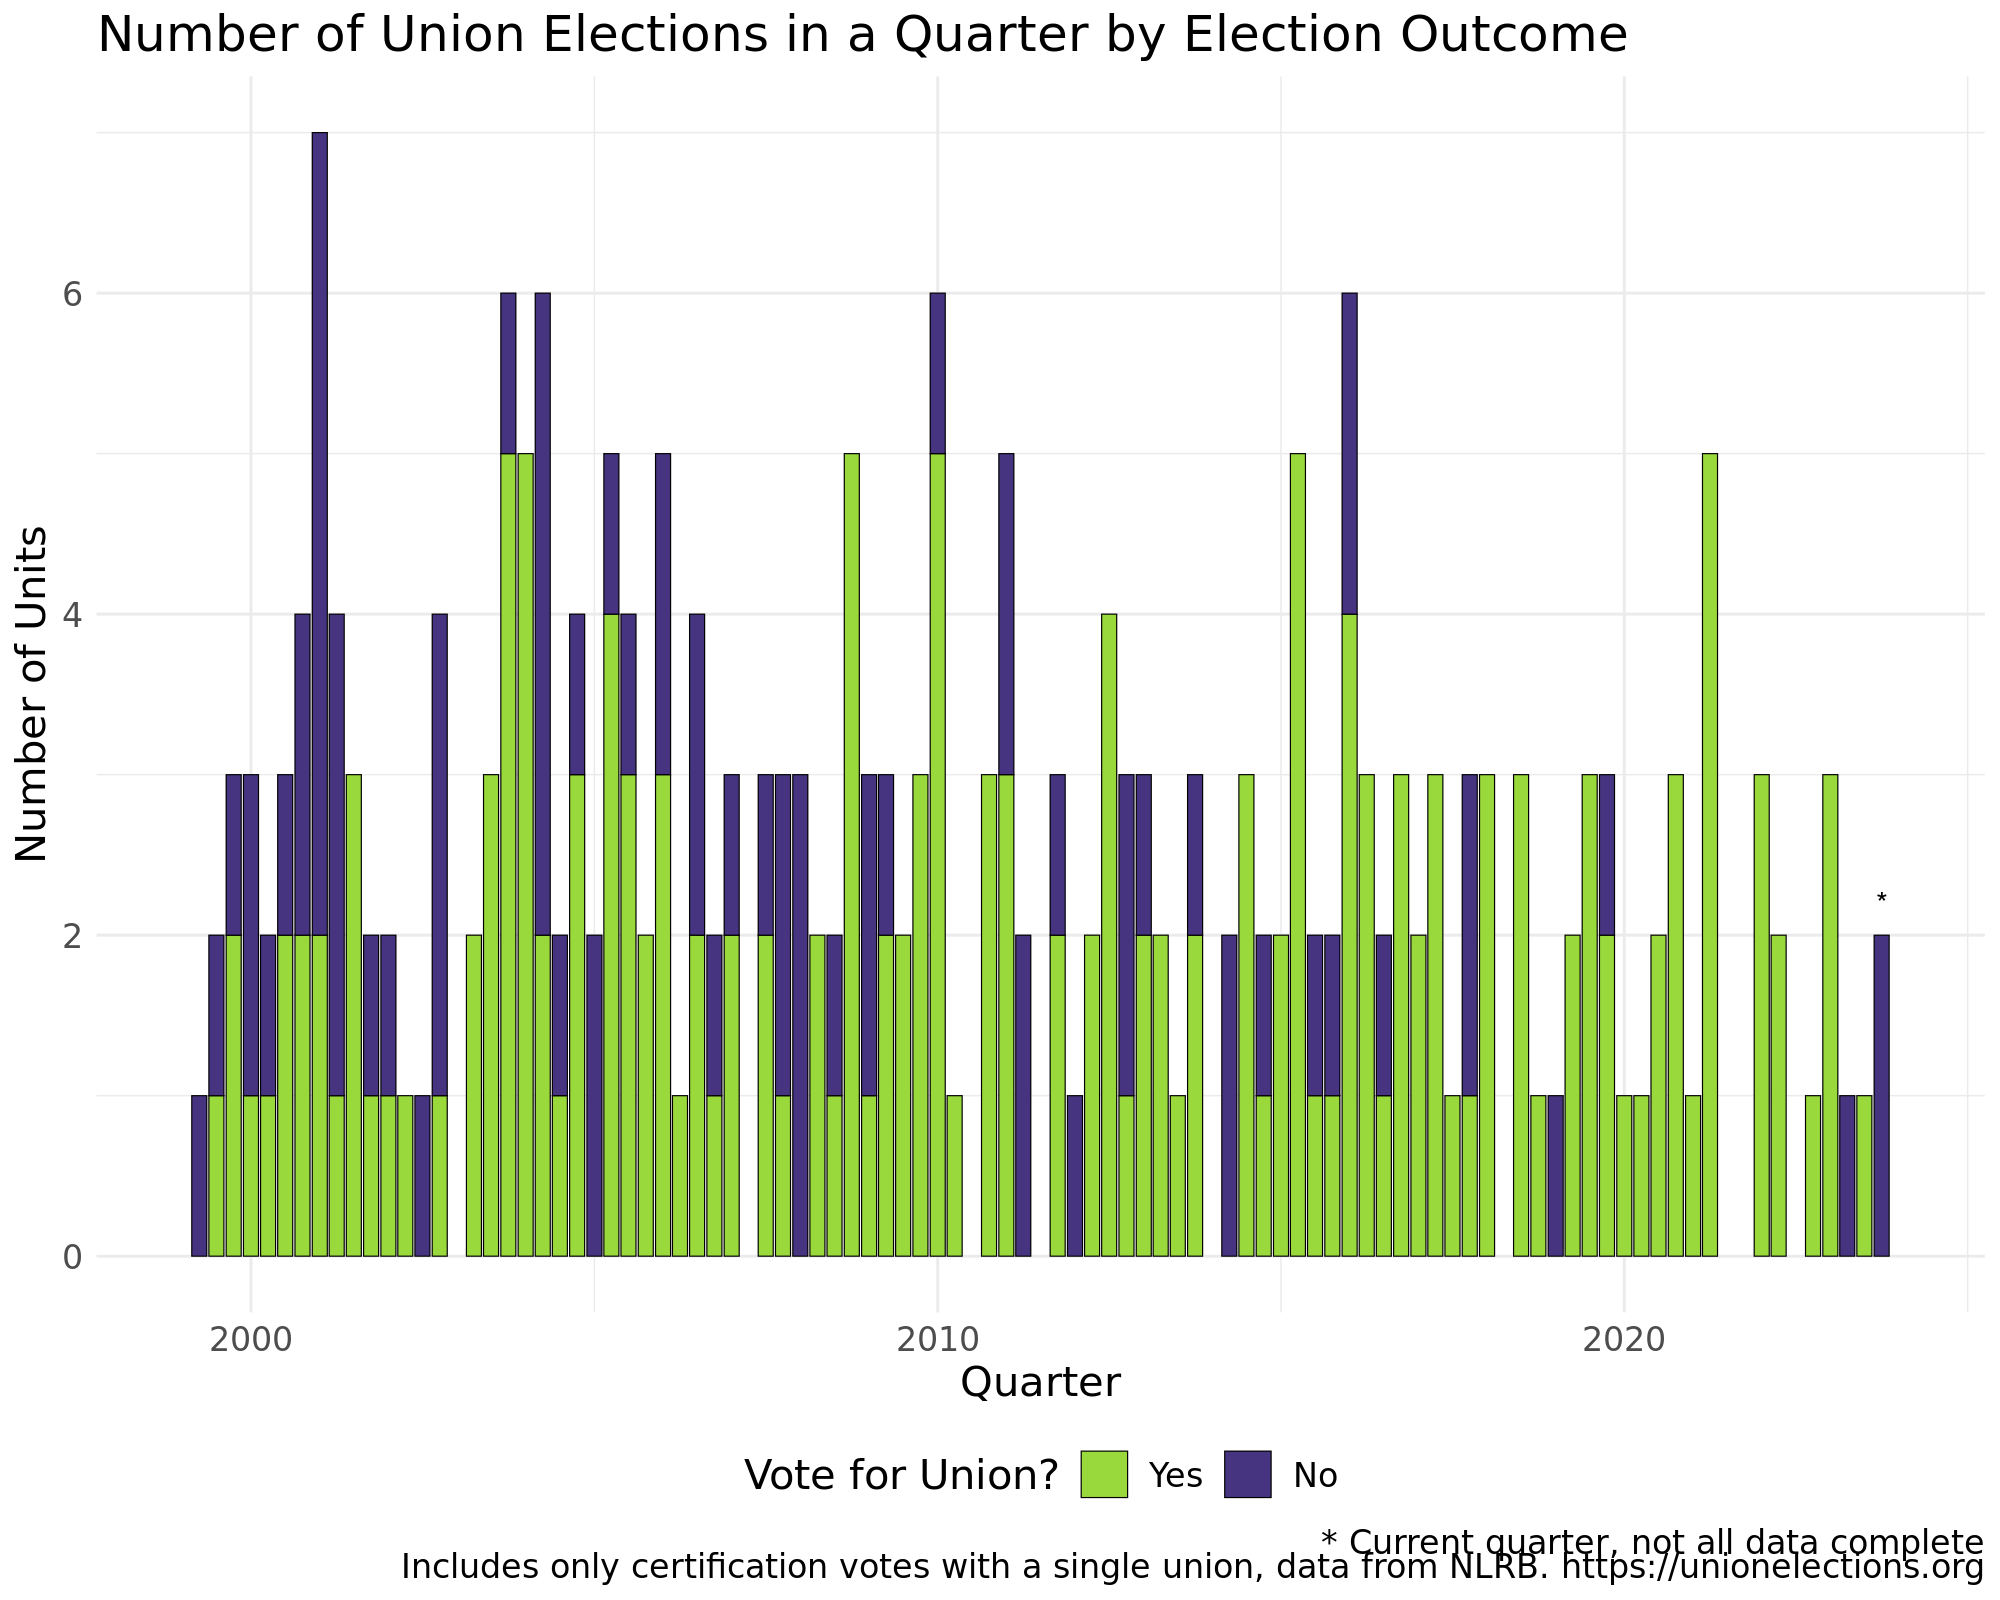 Number of Union Elections in a Quarter by Election Outcome
Number of Units
6
4
2
0
*
2000 2010 2020
Quarter
Vote for Union? Yes No
* Current quarter, not all data complete
Includes only certification votes with a single union, data from NLRB. https://unionelections.org